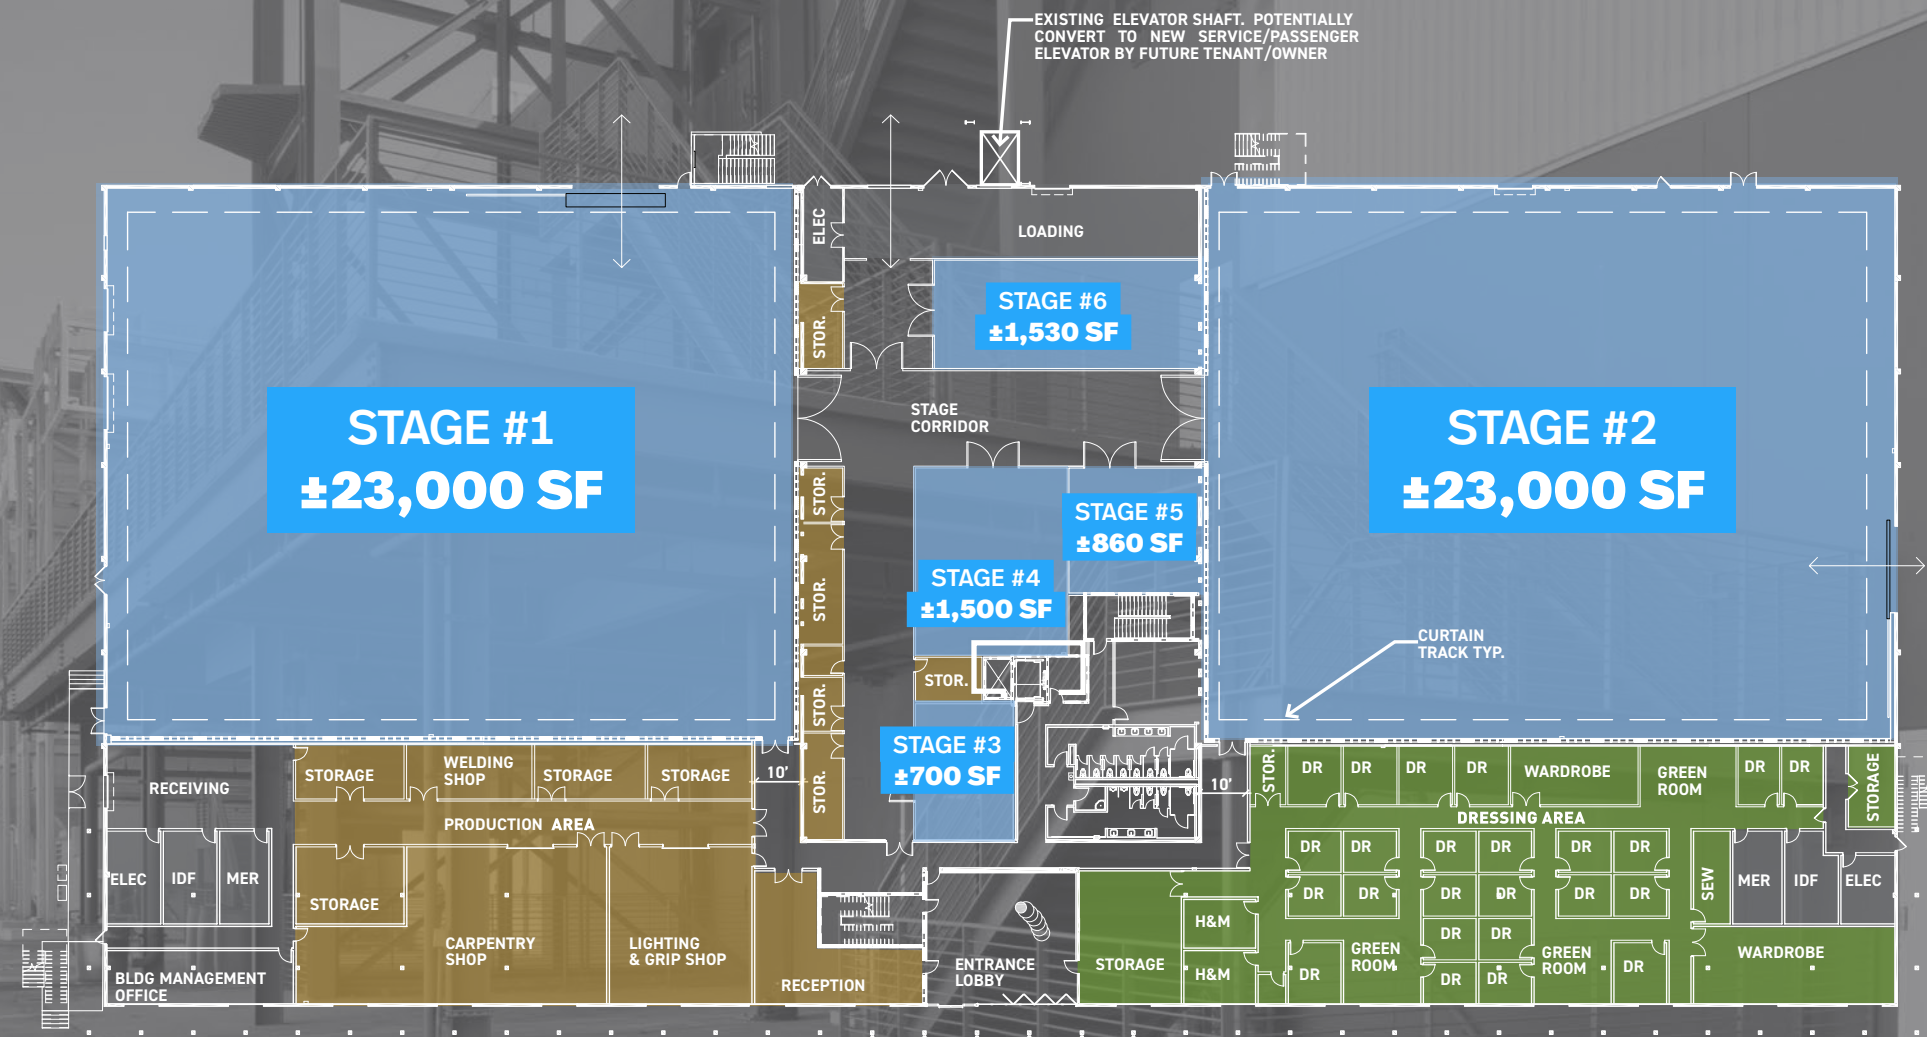 EXISTING ELEVATOR SHAFT. POTENTIALLY
CONVERT TO NEW SERVICE/PASSENGER
ELEVATOR BY FUTURE TENANT/OWNER
ELEC
LOADING
STAGE #6
±1,530 SF
STOR.
STAGE #1
±23,000 SF
STAGE
CORRIDOR
STAGE #2
±23,000 SF
STOR.
STAGE #5
±860 SF
STOR.
STAGE #4
±1,500 SF
CURTAIN
TRACK TYP.
STOR.
STOR.
STAGE #3
±700 SF
STOR.
10'
10'
RECEIVING
STORAGE
WELDING
SHOP
STORAGE
STORAGE
PRODUCTION AREA
ELEC
IDF
MER
STORAGE
CARPENTRY
SHOP
LIGHTING
& GRIP SHOP
BLDG MANAGEMENT
OFFICE
RECEPTION
ENTRANCE
LOBBY
STORAGE
H&M
H&M
STOR.
DR
DR
DR
DR
WARDROBE
GREEN
ROOM
DR
DR
STORAGE
DRESSING AREA
DR
DR
DR
DR
DR
DR
DR
DR
DR
DR
DR
DR
SEW
MER
IDF
ELEC
DR
DR
DR
GREEN
ROOM
DR
DR
GREEN
ROOM
DR
WARDROBE